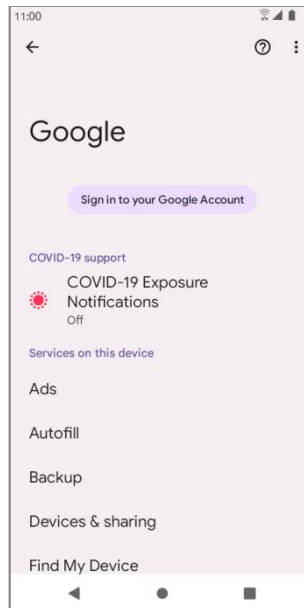 11:00
Google
Sign in to your Google Account
COVID-19 support
COVID-19 Exposure
Notifications
Off
Services on this device
Ads
Autofill
Backup
Devices & sharing
Find My Device